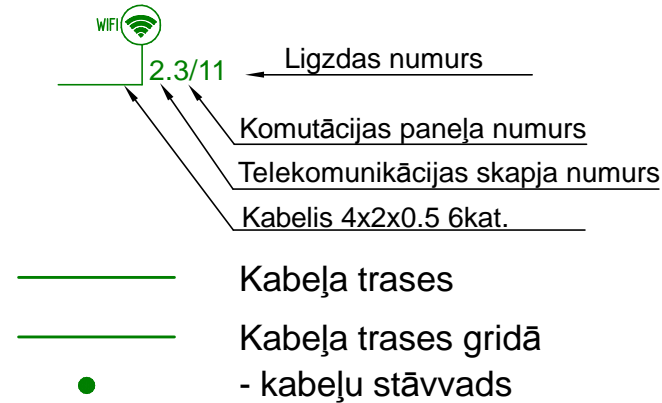 WIFI
2.3/11 Ligzdas numurs
Komutācijas paneļa numurs
Telekomunikācijas skapja numurs
Kabelis 4x2x0.5 6kat.
Kabeļa trases
Kabeļa trases gridā
- kabeļu stāvvads